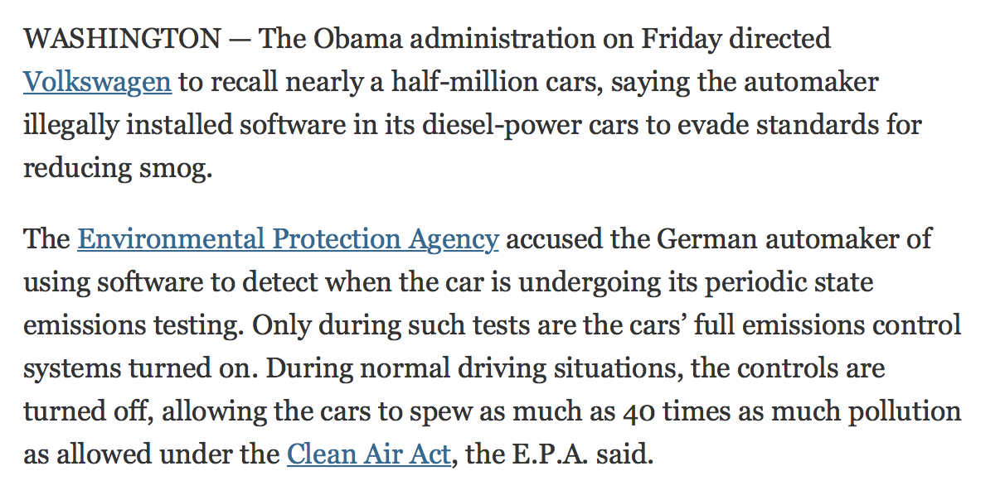 WASHINGTON — The Obama administration on Friday directed
Volkswagen to recall nearly a half-million cars, saying the automaker
illegally installed software in its diesel-power cars to evade standards for
reducing smog.
The Environmental Protection Agency accused the German automaker of
using software to detect when the car is undergoing its periodic state
emissions testing. Only during such tests are the cars’ full emissions control
systems turned on. During normal driving situations, the controls are
turned off, allowing the cars to spew as much as 40 times as much pollution
as allowed under the Clean Air Act, the E.P.A. said.